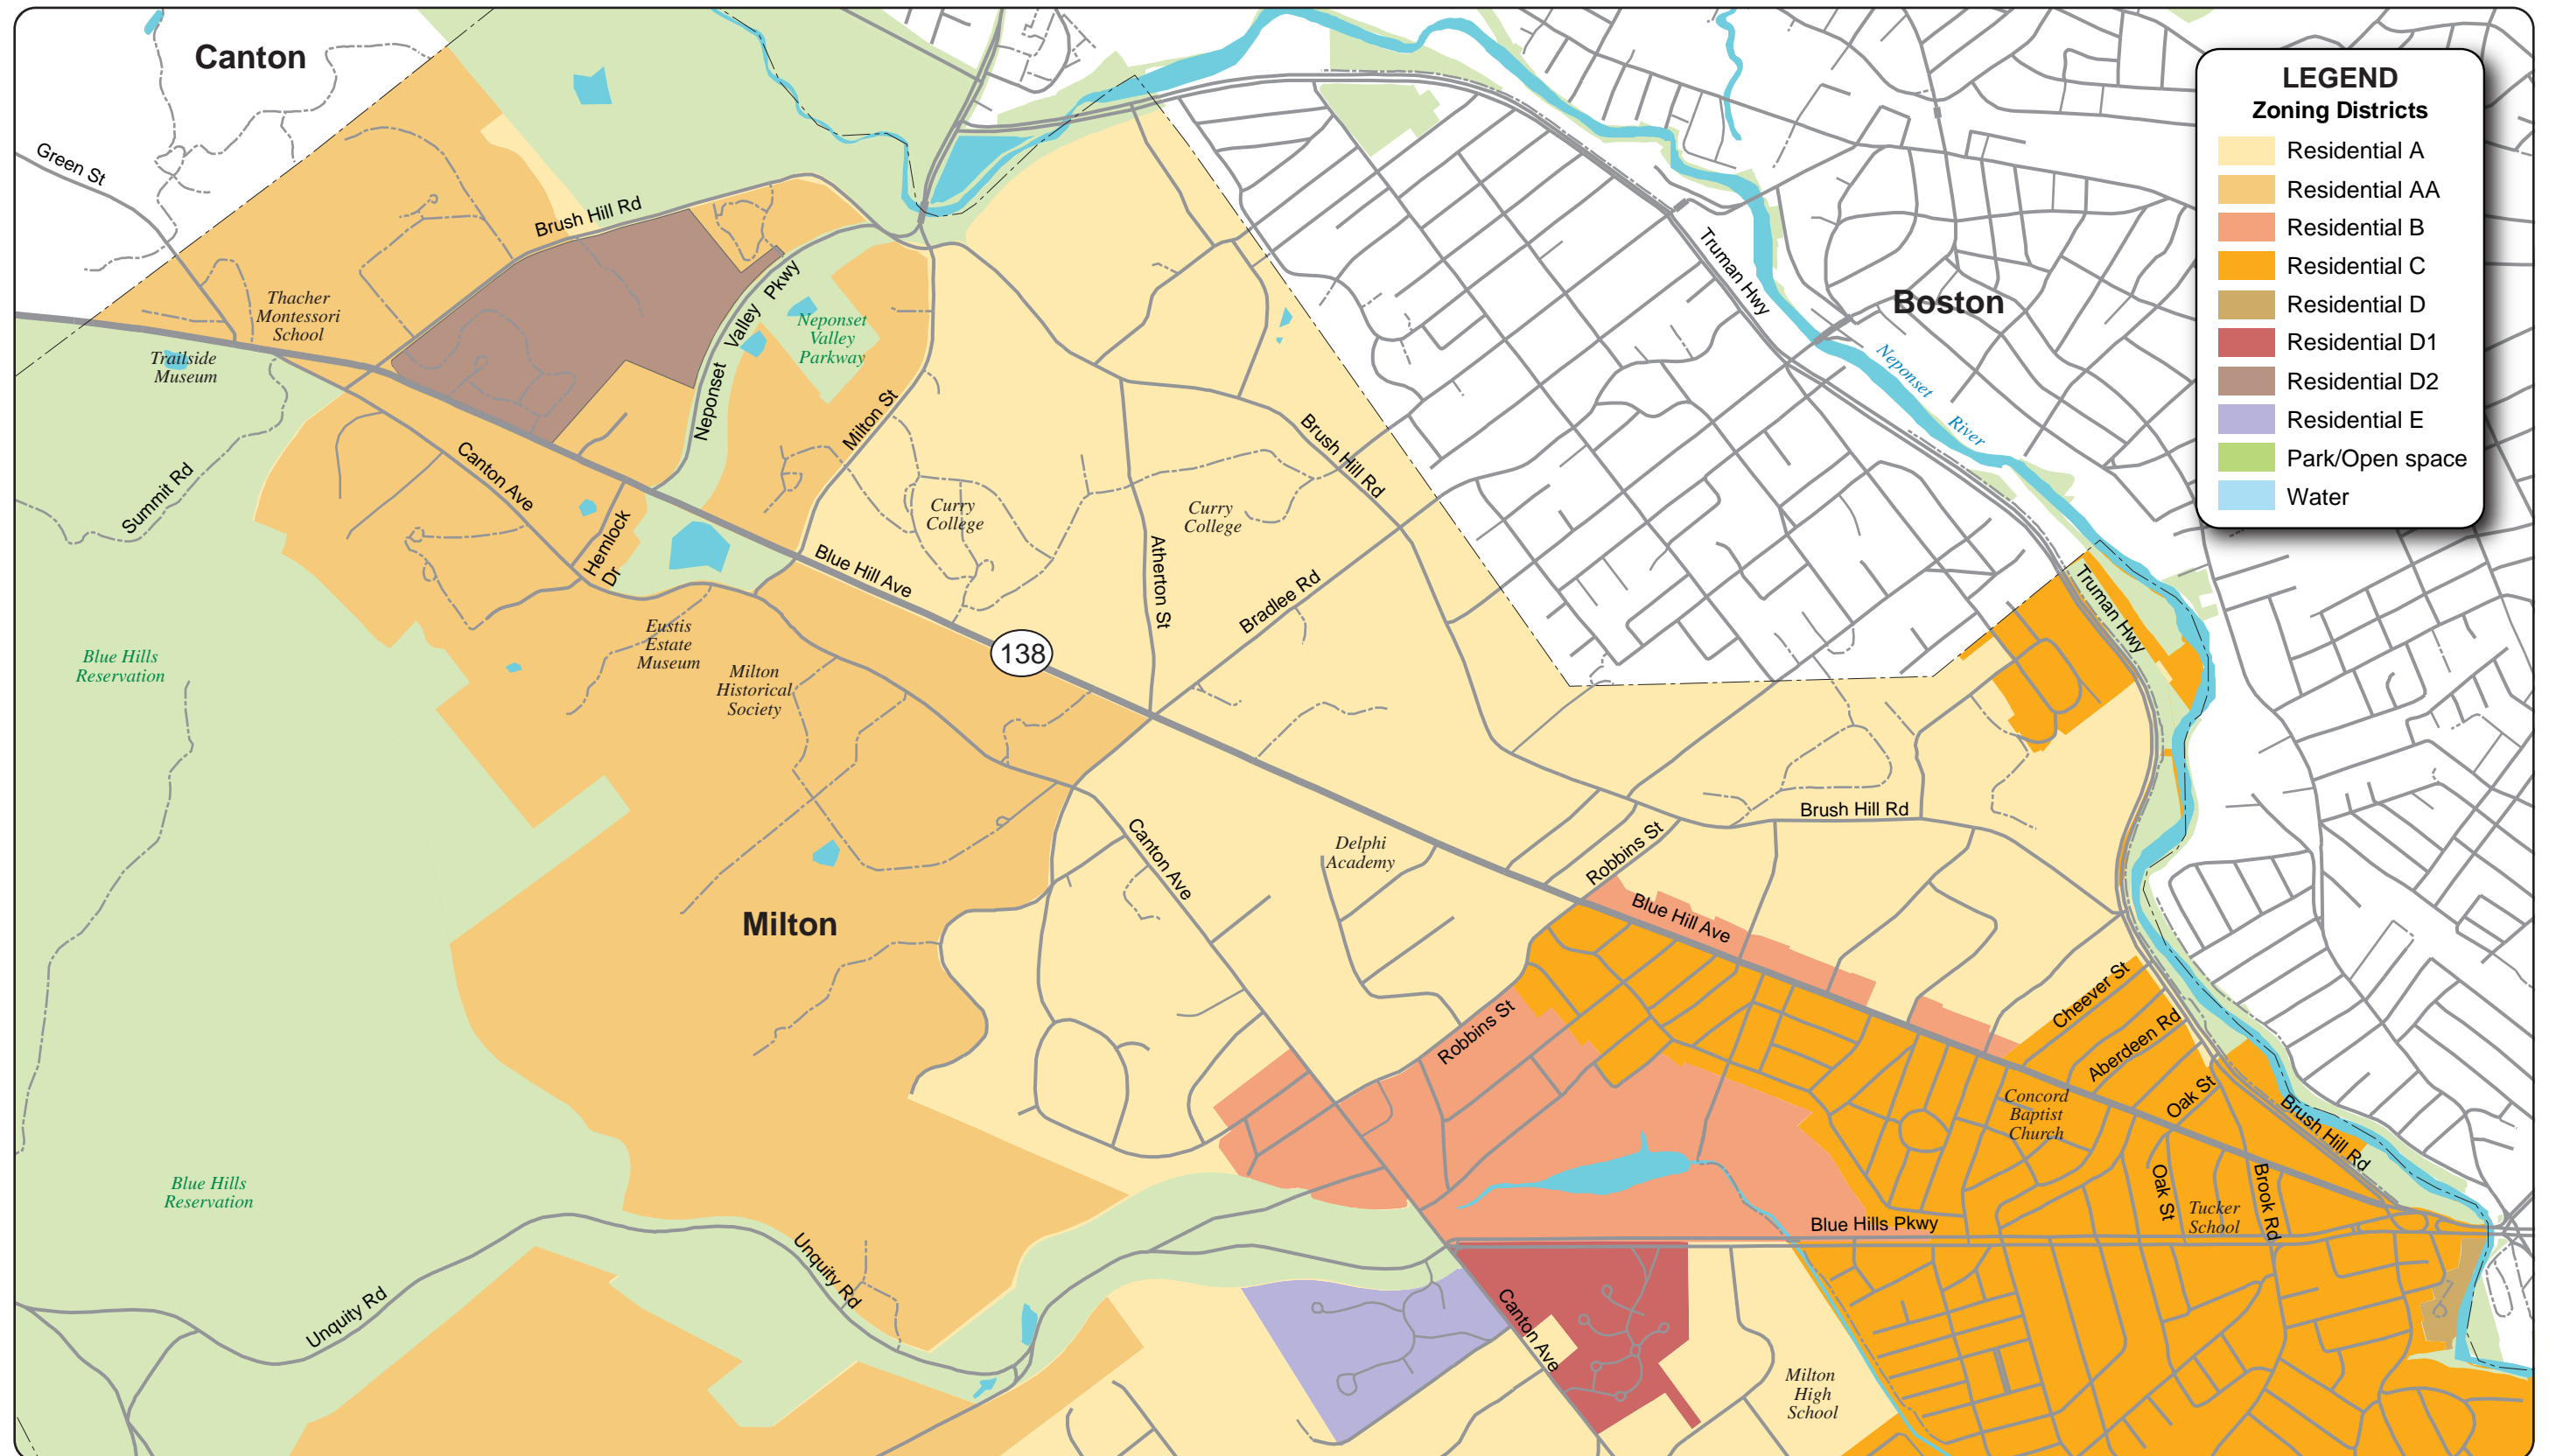 Canton
Green St
Brush Hill Rd
Thacher
Montessori
School
Trailside
Museum
Neponset Valley Pkwy
Neponset
Valley
Parkway
Milton St
Summit Rd
Canton Ave
Hemlock
Dr
Blue Hill Ave
Curry
College
Curry
College
Atherton St
Bradlee Rd
Brush Hill Rd
Truman Hwy
Boston
Neponset
River
LEGEND
Zoning Districts
Residential A
Residential AA
Residential B
Residential C
Residential D
Residential D1
Residential D2
Residential E
Park/Open space
Water
Truman Hwy
Blue Hills
Reservation
Eustis
Estate
Museum
Milton
Historical
Society
138
Milton
Canton Ave
Delphi
Academy
Robbins St
Brush Hill Rd
Blue Hill Ave
Robbins St
Cheever St
Aberdeen Rd
Oak St
Concord
Baptist
Church
Brush Hill Rd
Oak St
Tucker
School
Brook Rd
Blue Hills Pkwy
Blue Hills
Reservation
Unquity Rd
Unquity Rd
Canton Ave
Milton
High
School